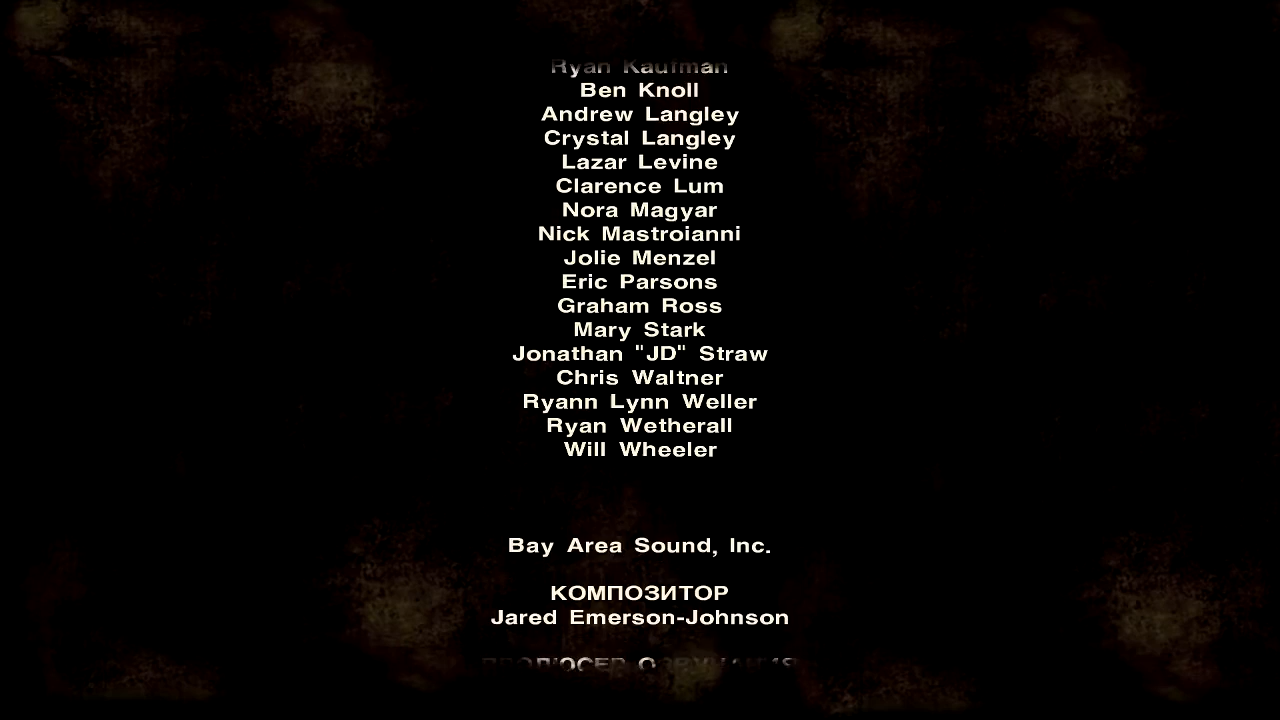 Ryan Kaufman
Ben Knoll
Andrew Langley
Crystal Langley
Lazar Levine
Clarence Lum
Nora Magyar
Nick Mastroianni
Jolie Menzel
Eric Parsons
Graham Ross
Mary Stark
Jonathan "JD" Straw
Chris Waltner
Ryann Lynn Weller
Ryan Wetherall
Will Wheeler
Bay Area Sound, Inc.
КОМПОЗИТОР
Jared Emerson-Johnson
ПРОДЮСЕР ОЗВУЧАНИЯ